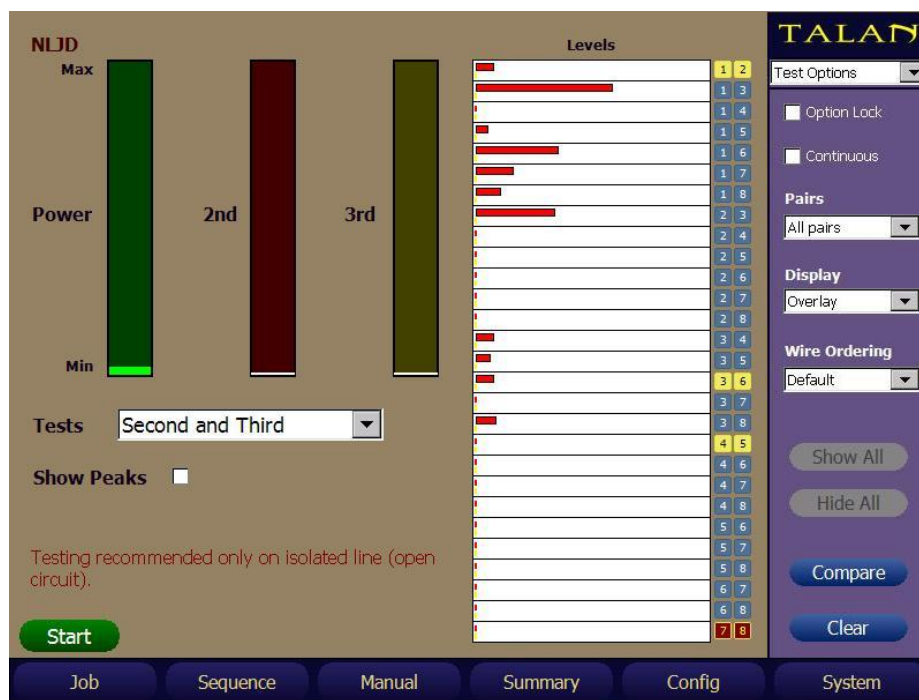 NLJD
Max
Power
2nd
3rd
Min
Tests
Second and Third
Show Peaks
Testing recommended only on isolated line (open
circuit).
Start
Levels
1 2
1 3
1 4
1 5
1 6
1 7
1 8
2 3
2 4
2 5
2 6
2 7
2 8
3 4
3 5
3 6
3 7
3 8
4 5
4 6
4 7
4 8
5 6
5 7
5 8
6 7
6 8
7 8
TALAN
Test Options
Option Lock
Continuous
Pairs
All pairs
Display
Overlay
Wire Ordering
Default
Show All
Hide All
Compare
Clear
Job
Sequence
Manual
Summary
Config
System